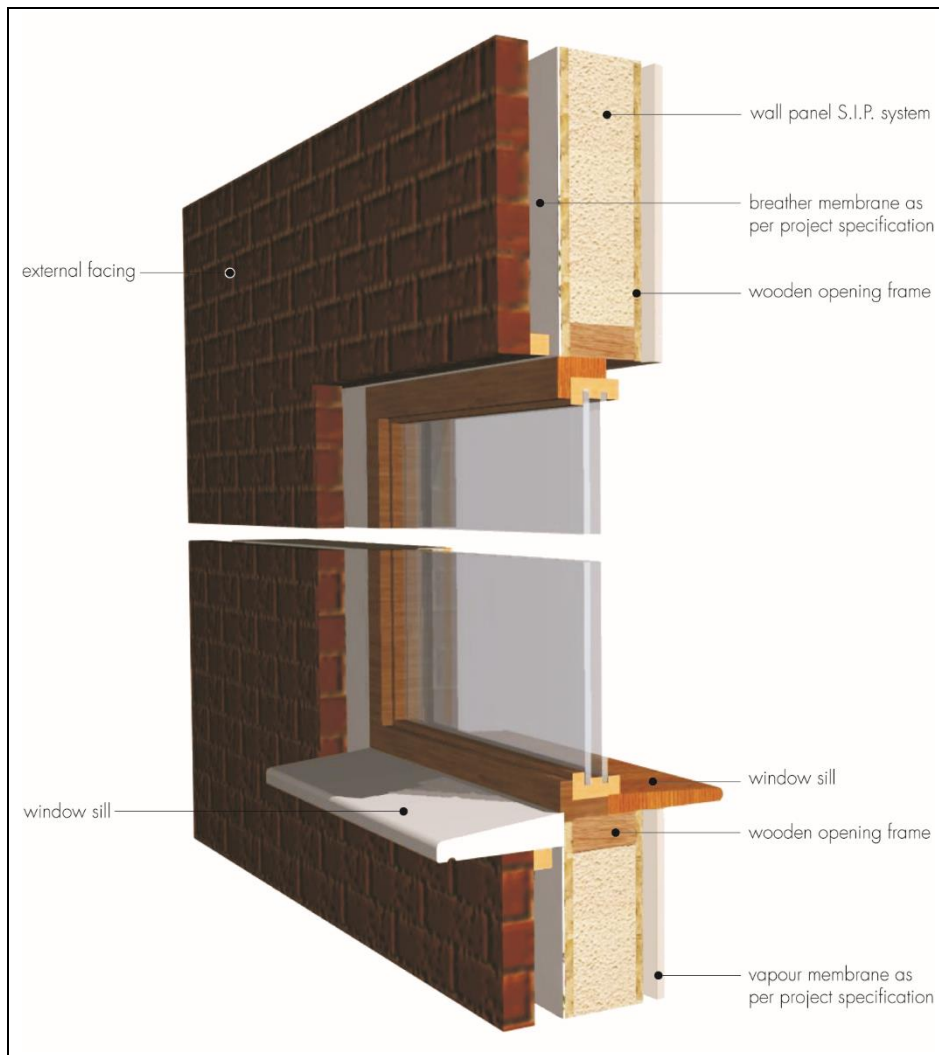 wall panel S.I.P. system
breather membrane as
per project specification
external facing
wooden opening frame
window sill
window sill
wooden opening frame
vapour membrane as
per project specification